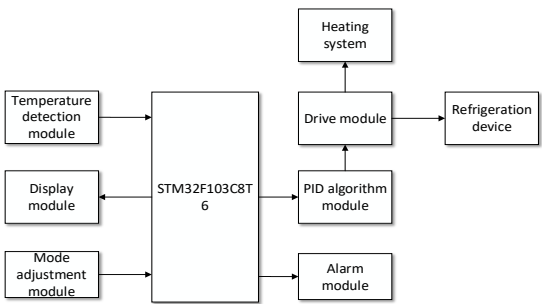 Heating
system
Temperature
detection
module
Drive module
Refrigeration
device
Display
module
STM32F103C8T
6
PID algorithm
module
Mode
adjustment
module
Alarm
module